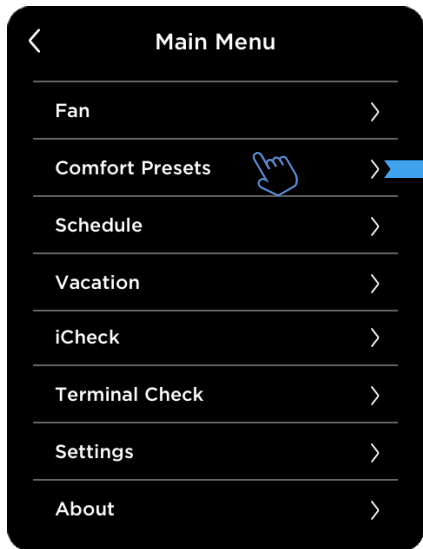 Main Menu
Fan
Comfort Presets
Schedule
Vacation
iCheck
Terminal Check
Settings
About